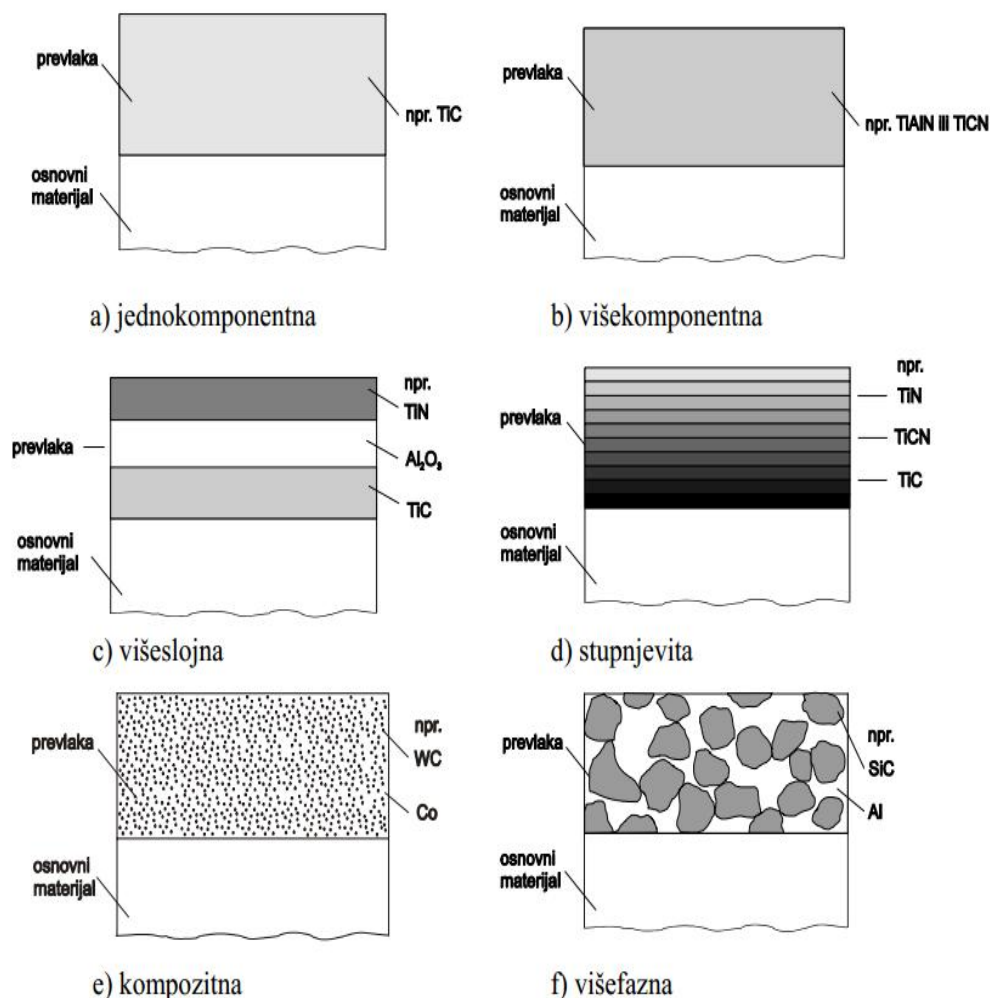 prevlaka
npr. TiC
osnovni
materijal
a) jednokomponentna
prevlaka
npr. TiAlN ili TiCN
osnovni
materijal
b) višekomponentna
npr.
TiN
prevlaka
Al₂O₃
TiC
osnovni
materijal
c) višeslojna
npr.
TiN
prevlaka
TiCN
TiC
osnovni
materijal
d) stupnjevita
npr.
prevlaka
WC
Co
osnovni
materijal
e) kompozitna
npr.
prevlaka
SiC
Al
osnovni
materijal
f) višefazna